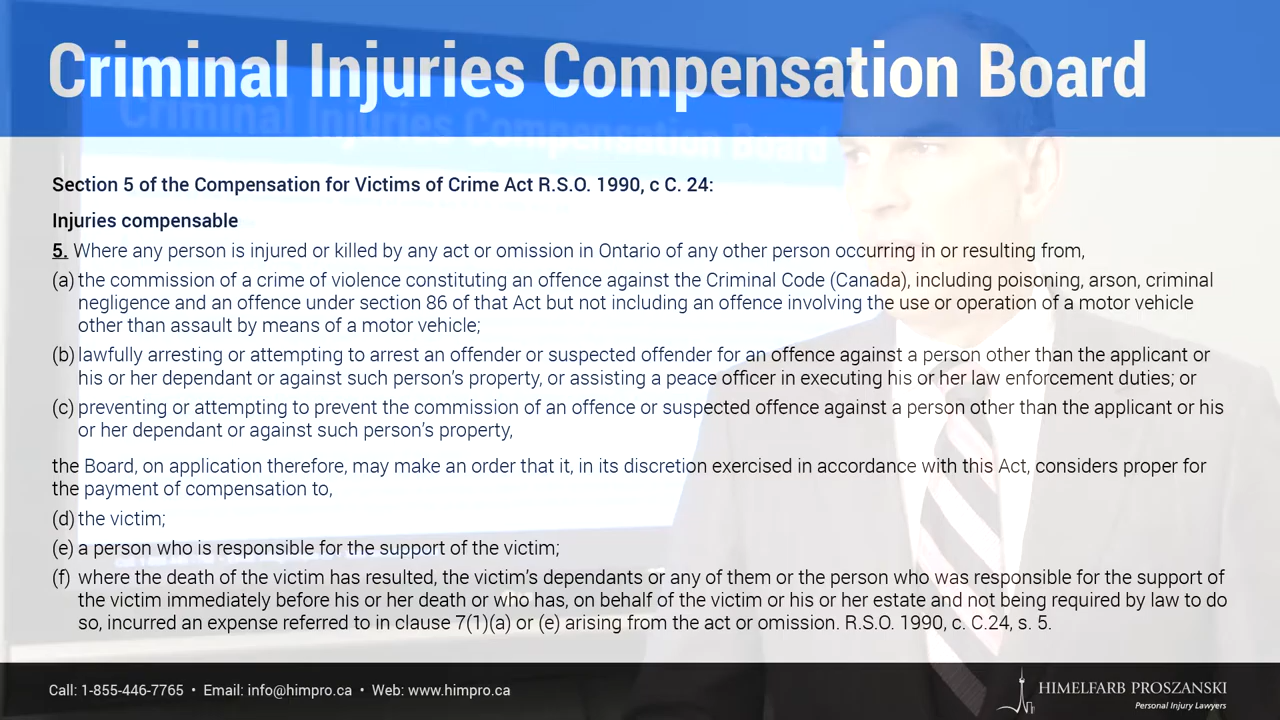 Criminal Injuries Compensation Board
Criminal Injuries Compensation Board
Section 5 of the Compensation for Victims of Crime Act R.S.O. 1990, c C. 24:
Injuries compensable
5. Where any person is injured or killed by any act or omission in Ontario of any other person occurring in or resulting from,
(a) the commission of a crime of violence constituting an offence against the Criminal Code (Canada), including poisoning, arson, criminal
negligence and an offence under section 86 of that Act but not including an offence involving the use or operation of a motor vehicle
other than assault by means of a motor vehicle;
(b) lawfully arresting or attempting to arrest an offender or suspected offender for an offence against a person other than the applicant or
his or her dependant or against such person's property, or assisting a peace officer in executing his or her law enforcement duties; or
(c) preventing or attempting to prevent the commission of an offence or suspected offence against a person other than the applicant or his
or her dependant or against such person's property,
the Board, on application therefore, may make an order that it, in its discretion exercised in accordance with this Act, considers proper for
the payment of compensation to,
(d) the victim;
(e) a person who is responsible for the support of the victim;
(f) where the death of the victim has resulted, the victim's dependants or any of them or the person who was responsible for the support of
the victim immediately before his or her death or who has, on behalf of the victim or his or her estate and not being required by law to do
so, incurred an expense referred to in clause 7(1)(a) or (e) arising from the act or omission. R.S.O. 1990, c. C.24, s. 5.
Call: 1-855-446-7765 • Email: info@himpro.ca • Web: www.himpro.ca
HIMELFARB PROSZANSKI
Personal Injury Lawyers